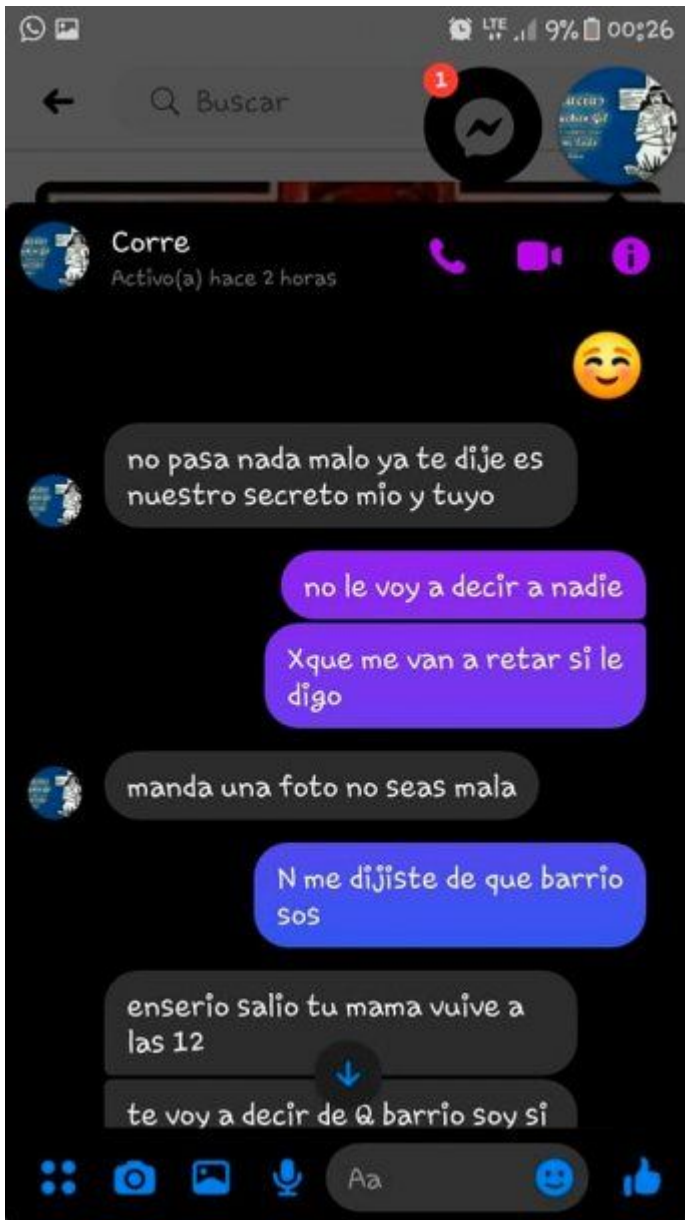 LTE 9% 00:26
Buscar
1
Corre
Activo(a) hace 2 horas
no pasa nada malo ya te dije es
nuestro secreto mio y tuyo
no le voy a decir a nadie
Xque me van a retar si le
digo
manda una foto no seas mala
N me dijiste de que barrio
sos
enserio salio tu mama vuive a
las 12
te voy a decir de Q barrio soy si
Aa